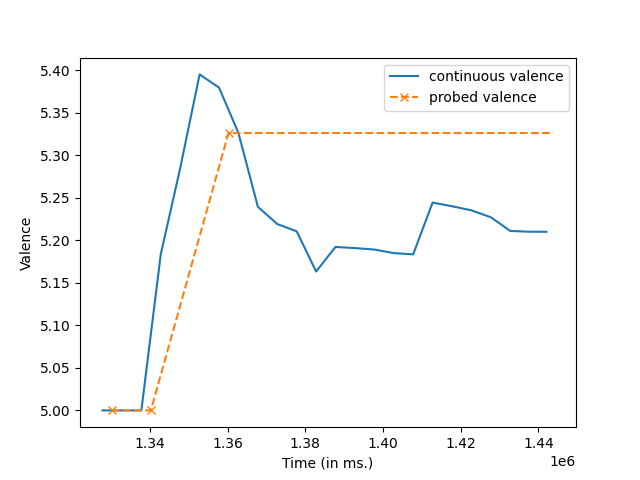 continuous valence
probed valence
5.40
5.35
5.30
5.25
5.20
5.15
5.10
5.05
5.00
Valence
1.34 1.36 1.38 1.40 1.42 1.44
1e6
Time (in ms.)